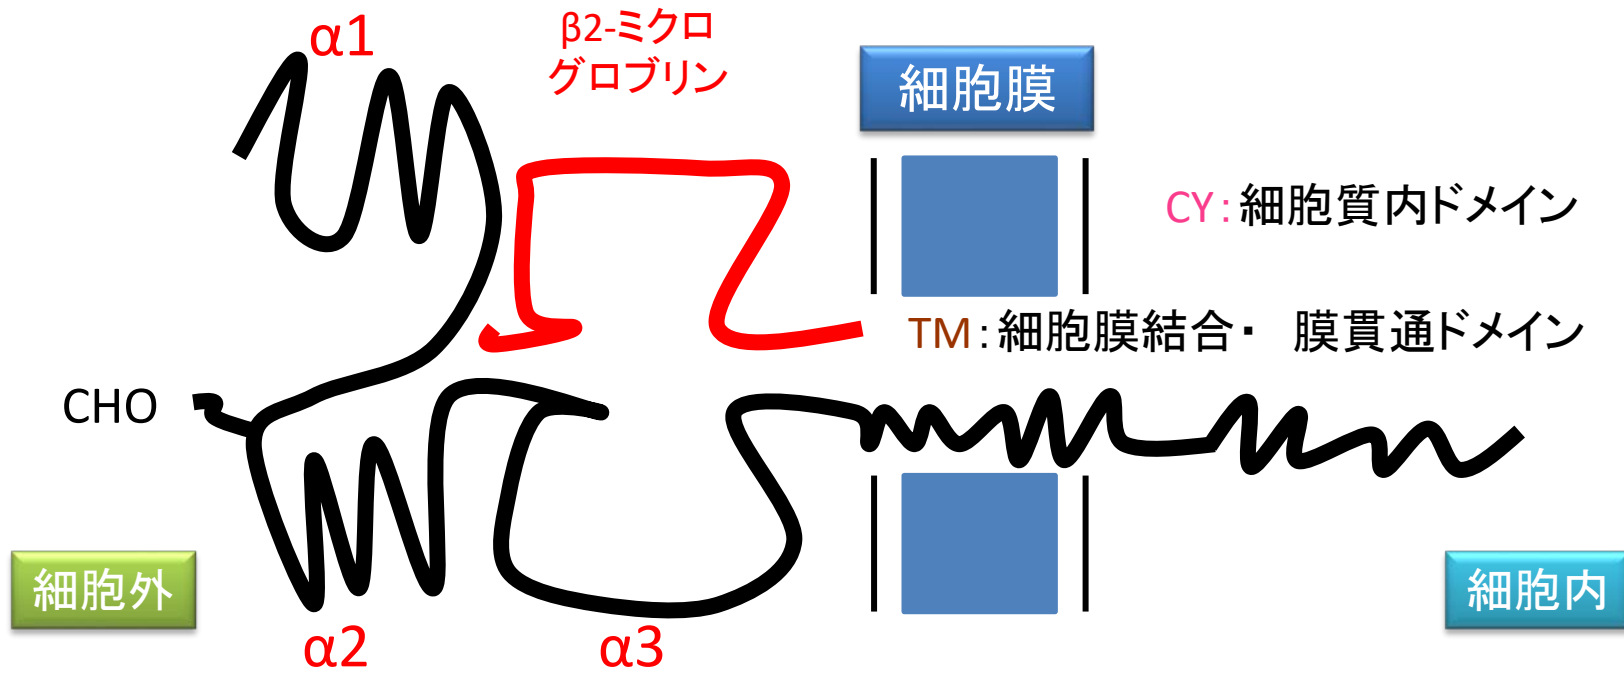 α1
β2-ミクロ
グロブリン
細胞膜
CY：細胞質内ドメイン
TM：細胞膜結合・ 膜貫通ドメイン
CHO
細胞外
細胞内
α2
α3